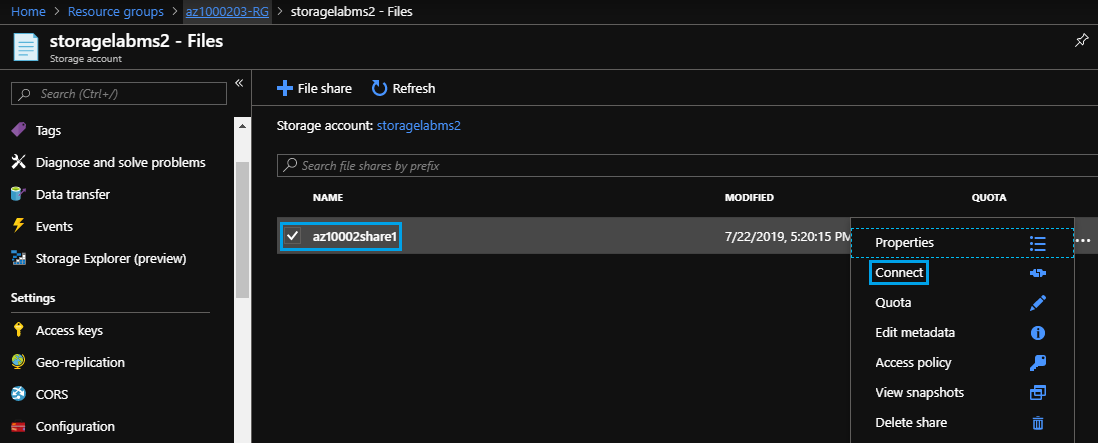 Home > Resource groups > az1000203-RG > storagelabms2 - Files
storagelabms2 - Files
Storage account
Search (Ctrl+/)
«
Tags
Diagnose and solve problems
Data transfer
Events
Storage Explorer (preview)
Settings
Access keys
Geo-replication
CORS
Configuration
+ File share Refresh
Storage account: storagelabms2
Search file shares by prefix
NAME MODIFIED QUOTA
az10002share1 7/22/2019, 5:20:15 PM ...
Properties
Connect
Quota
Edit metadata
Access policy
View snapshots
Delete share